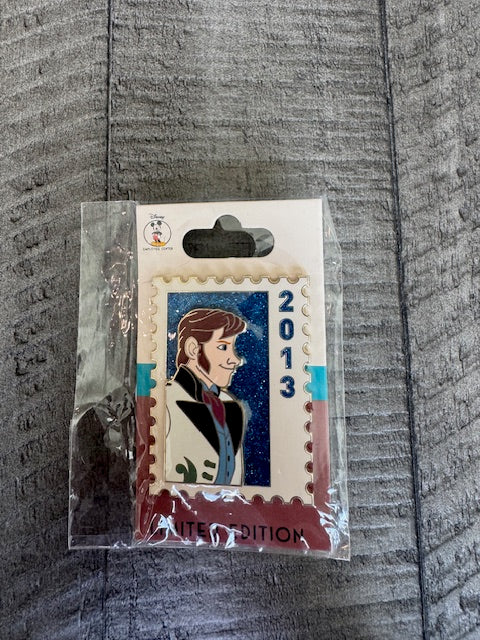 Disney
EMPLOYEE CENTER
2013
LIMITED EDITION